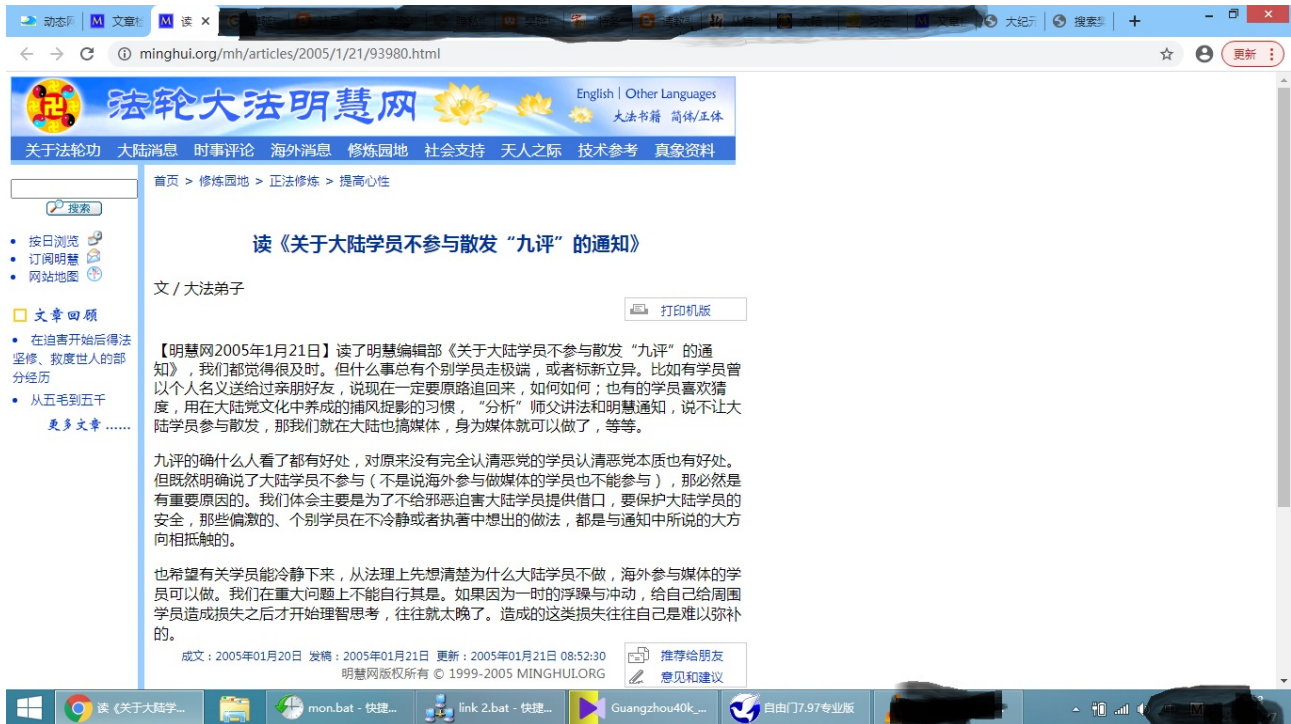 动态网
文章
读
大纪元
搜索
minghui.org/mh/articles/2005/1/21/93980.html
更新
法轮大法明慧网
English | Other Languages
大法书籍 简体/正体
关于法轮功 大陆消息 时事评论 海外消息 修炼园地 社会支持 天人之际 技术参考 真象资料
首页 > 修炼园地 > 正法修炼 > 提高心性
搜索
按日浏览
订阅明慧
网站地图
文章回顾
在迫害开始后得法
坚修、救度世人的部
分经历
从五毛到五千
更多文章 ......
读《关于大陆学员不参与散发“九评”的通知》
文 / 大法弟子
打印机版
【明慧网2005年1月21日】读了明慧编辑部《关于大陆学员不参与散发“九评”的通
知》，我们都觉得很及时。但什么事总有个别学员走极端，或者标新立异。比如有学员曾
以个人名义送给过亲朋好友，说现在一定要原路追回来，如何如何；也有的学员喜欢猜
度，用在大陆党文化中养成的捕风捉影的习惯，“分析”师父讲法和明慧通知，说不让大
陆学员参与散发，那我们就在大陆也搞媒体，身为媒体就可以做了，等等。
九评的确什么人看了都有好处，对原来没有完全认清恶党的学员认清恶党本质也有好处。
但既然明确说了大陆学员不参与（不是说海外参与做媒体的学员也不能参与），那必然是
有重要原因的。我们体会主要是为了不给邪恶迫害大陆学员提供借口，要保护大陆学员的
安全，那些偏激的、个别学员在不冷静或者执著中想出的做法，都是与通知中所说的大方
向相抵触的。
也希望有关学员能冷静下来，从法理上先想清楚为什么大陆学员不做，海外参与媒体的学
员可以做。我们在重大问题上不能自行其是。如果因为一时的浮躁与冲动，给自己给周围
学员造成损失之后才开始理智思考，往往就太晚了。造成的这类损失往往自己是难以弥补
的。
成文：2005年01月20日 发稿：2005年01月21日 更新：2005年01月21日 08:52:30
明慧网版权所有 © 1999-2005 MINGHUI.ORG
推荐给朋友
意见和建议
读《关于大陆学...
mon.bat - 快捷...
link 2.bat - 快捷...
Guangzhou40k_...
自由门7.97专业版